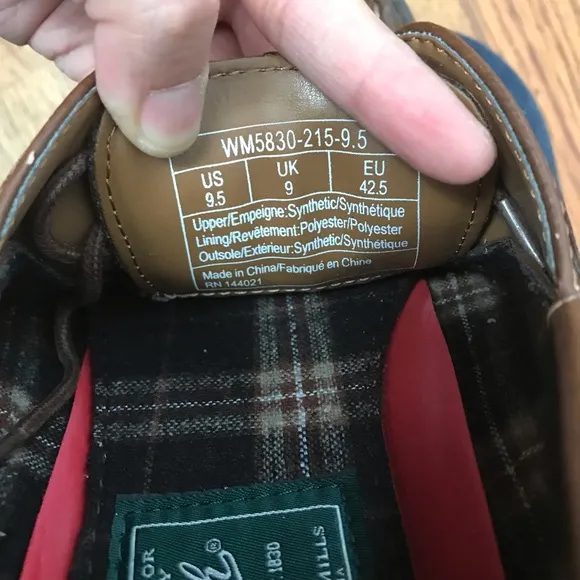 WM5830-215-9.5
US UK EU
9.5 9 42.5
Upper/Empeigne:Synthetic/Synthétique
Lining/Revêtement:Polyester/Polyester
Outsole/Extérieur:Synthetic/Synthétique
Made in China/Fabriqué en Chine
RN 144021
OR
® 
1830
MILLS